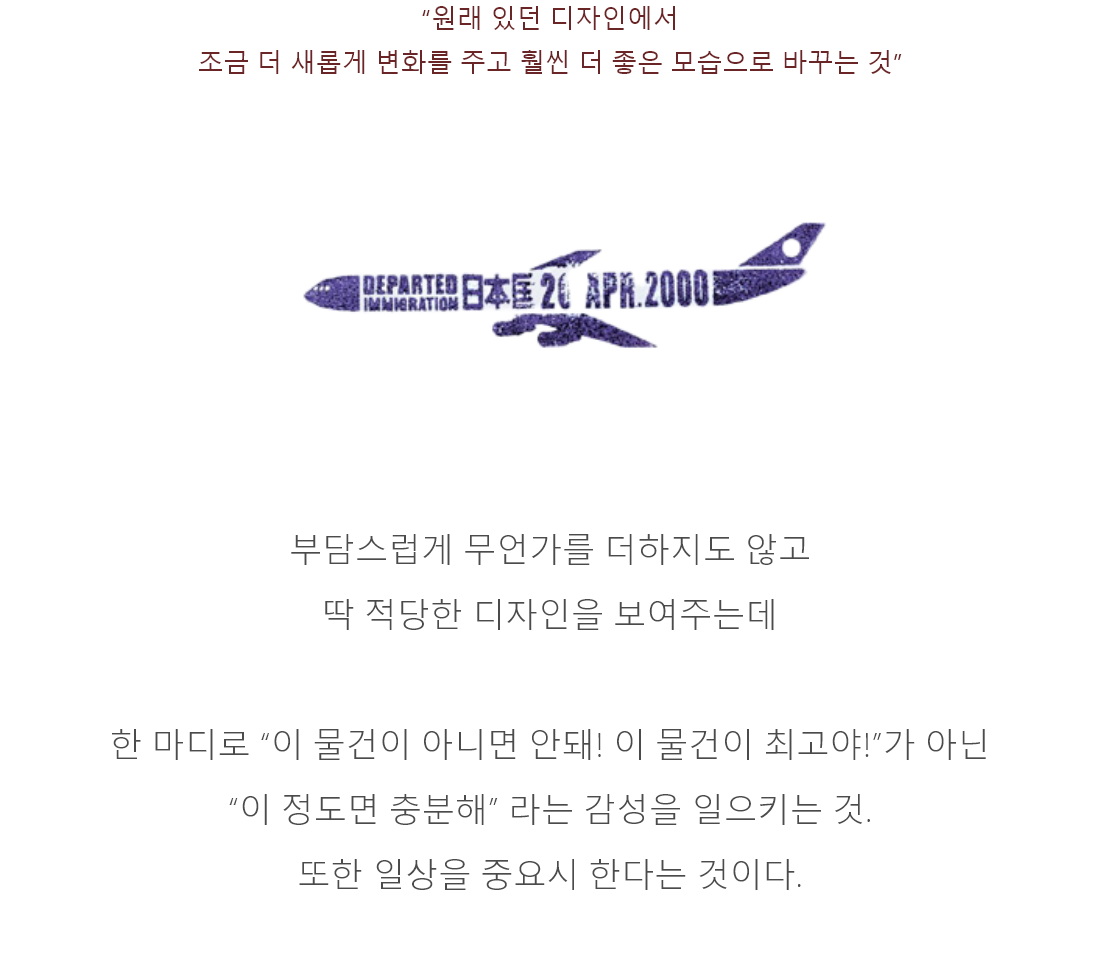 “원래 있던 디자인에서
조금 더 새롭게 변화를 주고 훨씬 더 좋은 모습으로 바꾸는 것”
DEPARTED
IMMIGRATION
日本 APR.2000
부담스럽게 무언가를 더하지도 않고
딱 적당한 디자인을 보여주는데
한 마디로 “이 물건이 아니면 안돼! 이 물건이 최고야!”가 아닌
“이 정도면 충분해” 라는 감성을 일으키는 것.
또한 일상을 중요시 한다는 것이다.